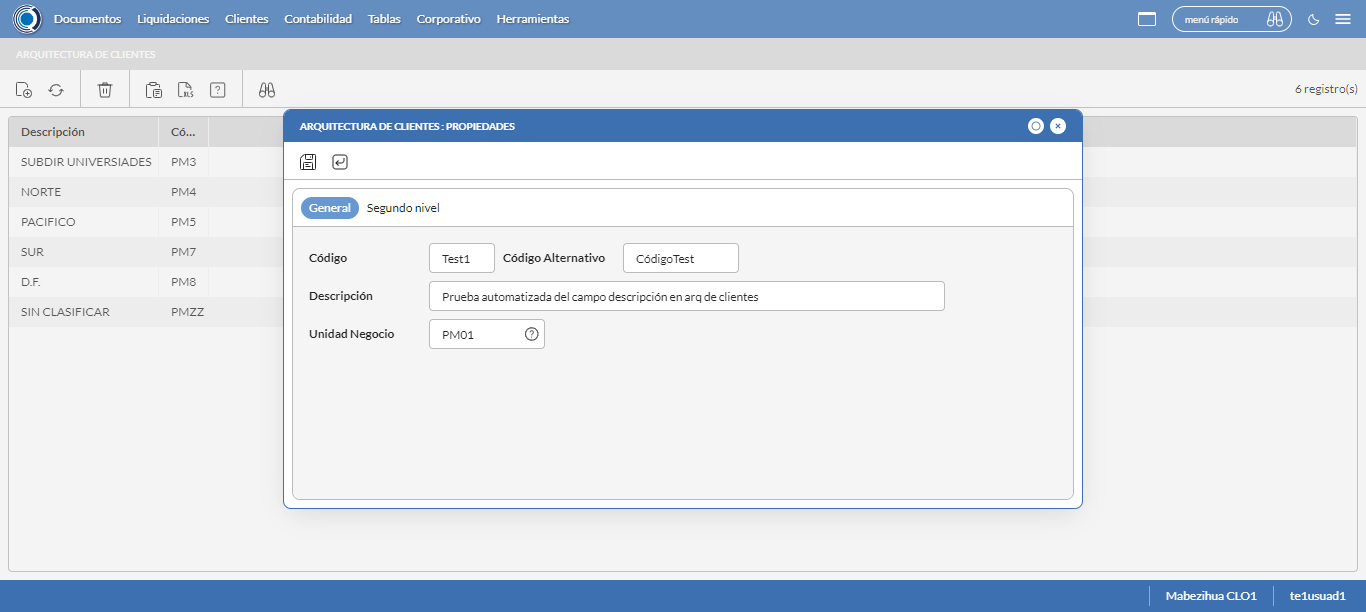 Documentos Liquidaciones Clientes Contabilidad Tablas Corporativo Herramientas menú rápido
ARQUITECTURA DE CLIENTES
XLS ? 6 registro(s)
Descripción Có...
SUBDIR UNIVERSIADES PM3
NORTE PM4
PACIFICO PM5
SUR PM7
D.F. PM8
SIN CLASIFICAR PMZZ
ARQUITECTURA DE CLIENTES : PROPIEDADES
General Segundo nivel
Código Test1 Código Alternativo CódigoTest
Descripción Prueba automatizada del campo descripción en arq de clientes
Unidad Negocio PM01 ?
Mabezihua CLO1 te1usuad1